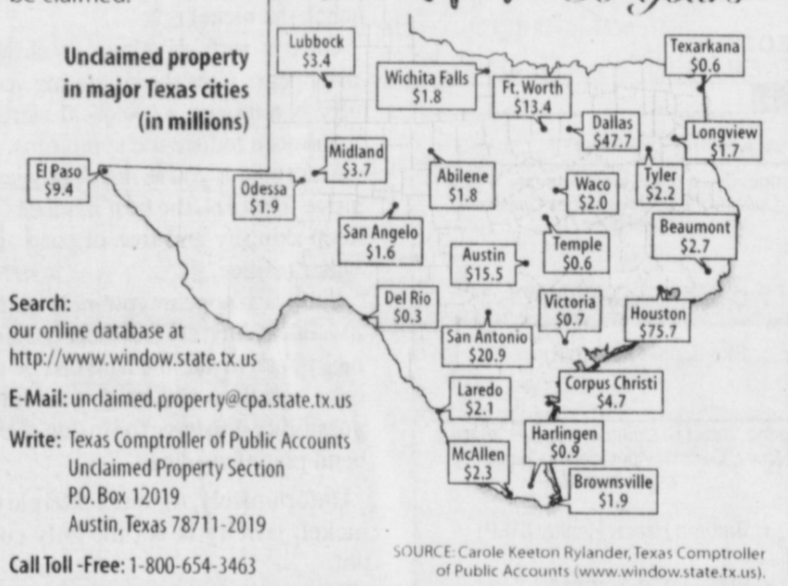 be claimed.
Unclaimed property
in major Texas cities
(in millions)
Lubbock
$3.4
Wichita Falls
$1.8
Ft. Worth
$13.4
Texarkana
$0.6
Dallas
$47.7
Longview
$1.7
El Paso
$9.4
Midland
$3.7
Odessa
$1.9
Abilene
$1.8
Waco
$2.0
Tyler
$2.2
San Angelo
$1.6
Austin
$15.5
Temple
$0.6
Beaumont
$2.7
Del Rio
$0.3
San Antonio
$20.9
Victoria
$0.7
Houston
$75.7
Laredo
$2.1
Corpus Christi
$4.7
McAllen
$2.3
Harlingen
$0.9
Brownsville
$1.9
Search:
our online database at
http://www.window.state.tx.us
E-Mail: unclaimed.property@cpa.state.tx.us
Write: Texas Comptroller of Public Accounts
Unclaimed Property Section
P.O. Box 12019
Austin, Texas 78711-2019
Call Toll -Free: 1-800-654-3463
SOURCE: Carole Keeton Rylander, Texas Comptroller
of Public Accounts (www.window.state.tx.us).